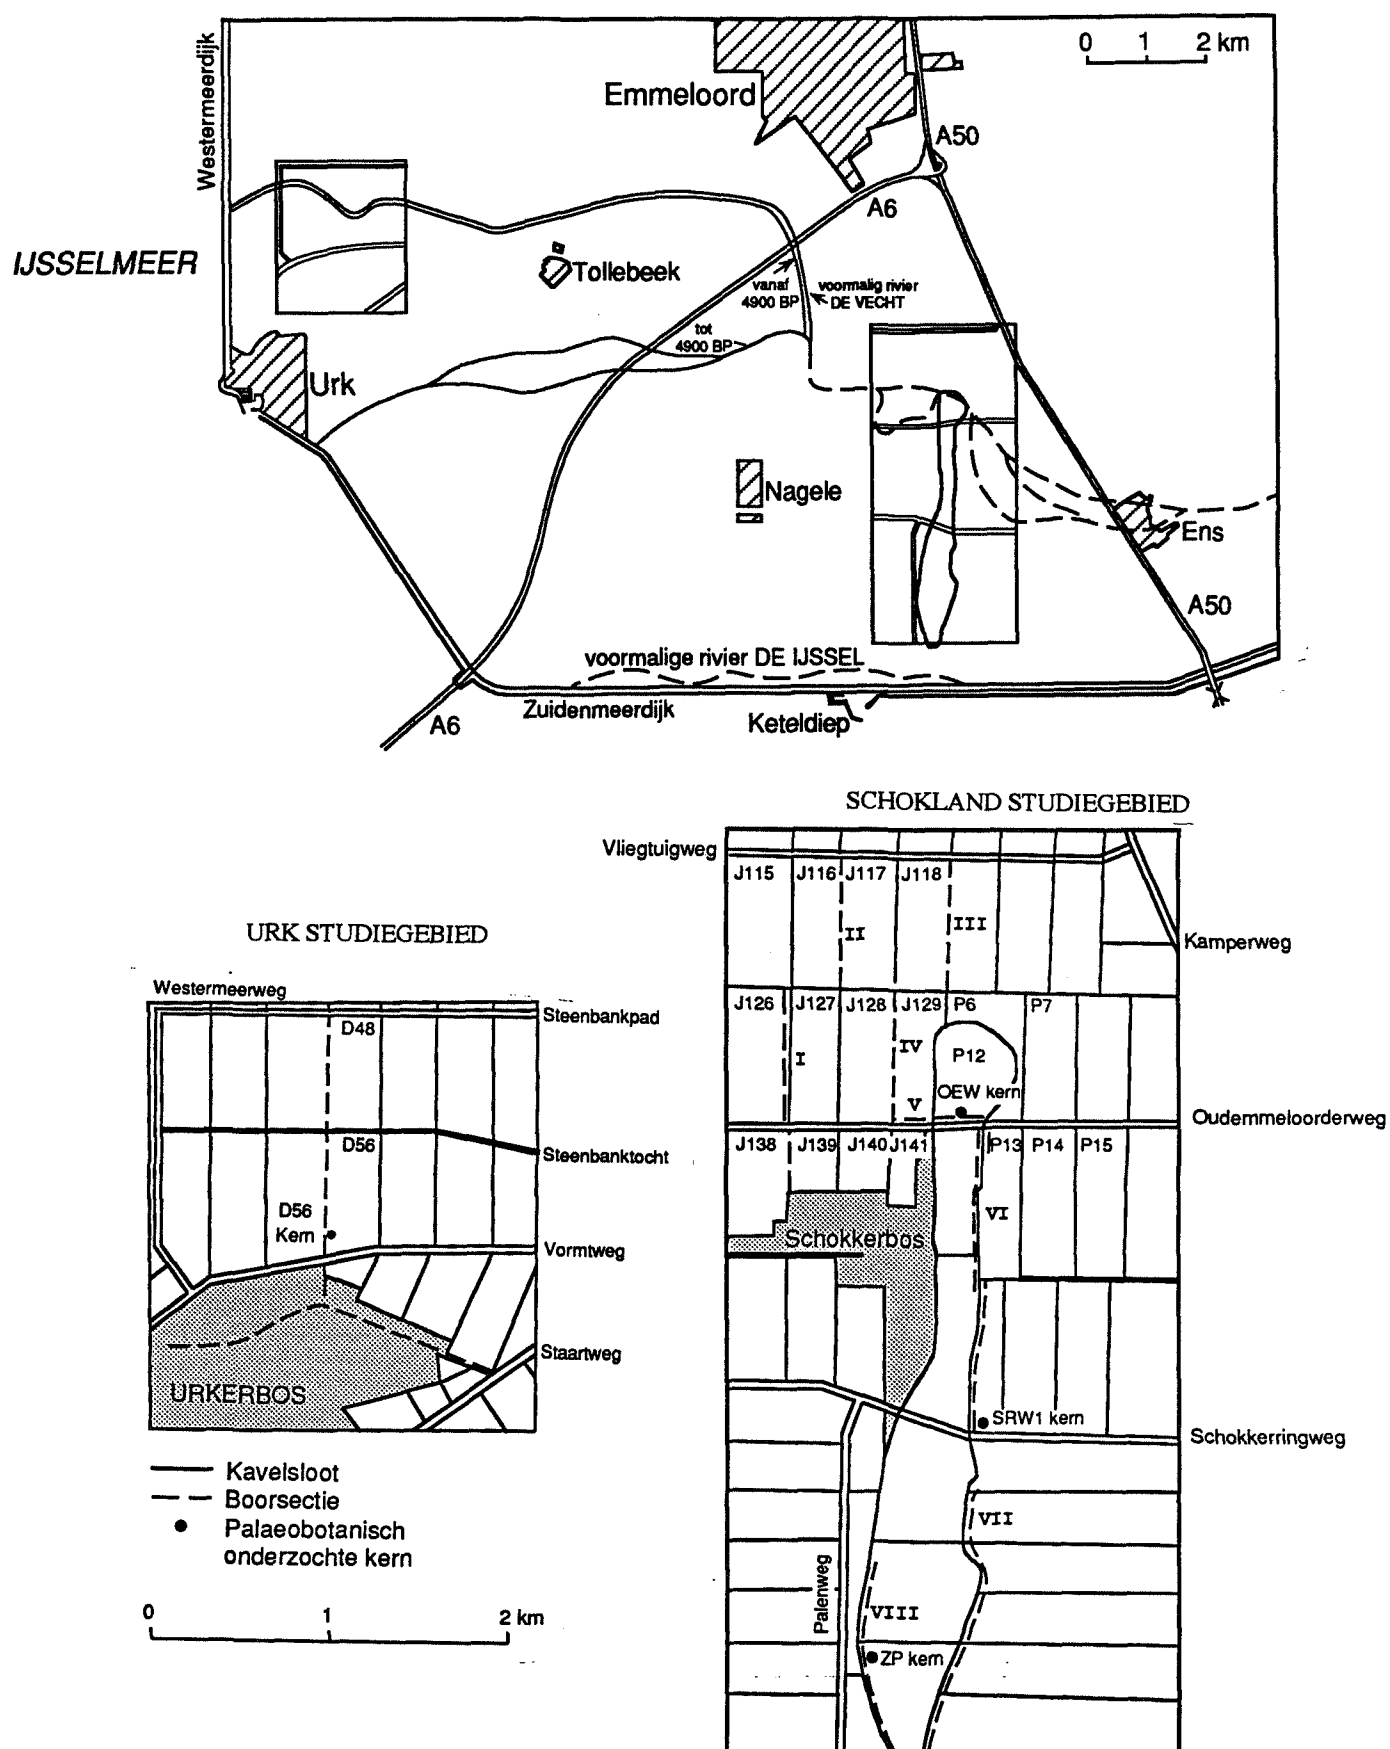 Westermeerdijk
0 1 2 km
Emmeloord
A50
A6
IJSSELMEER
Tollebeek
vanaf
4900 BP
voormalig rivier
DE VECHT
tot
4900 BP
Urk
Nagele
Ens
A50
voormalige rivier DE IJSSEL
Zuidenmeerdijk
Keteldiep
A6
SCHOKLAND STUDIEGEBIED
Vliegtuigweg
J115 J116 J117 J118
II III
Kamperweg
J126 J127 J128 J129 P6 P7
I IV P12
V OEW kern
Oudemmeloorderweg
J138 J139 J140 J141 P13 P14 P15
VI
Schokkerbos
SRW1 kern
Schokkerringweg
VII
Palenweg
VIII
ZP kern
URK STUDIEGEBIED
Westermeerweg
Steenbankpad
D48
D56
Steenbanktocht
D56
Kern
Vormtweg
Staartweg
URKERBOS
Kavelsloot
Boorsectie
Palaeobotanisch
onderzochte kern
0 1 2 km